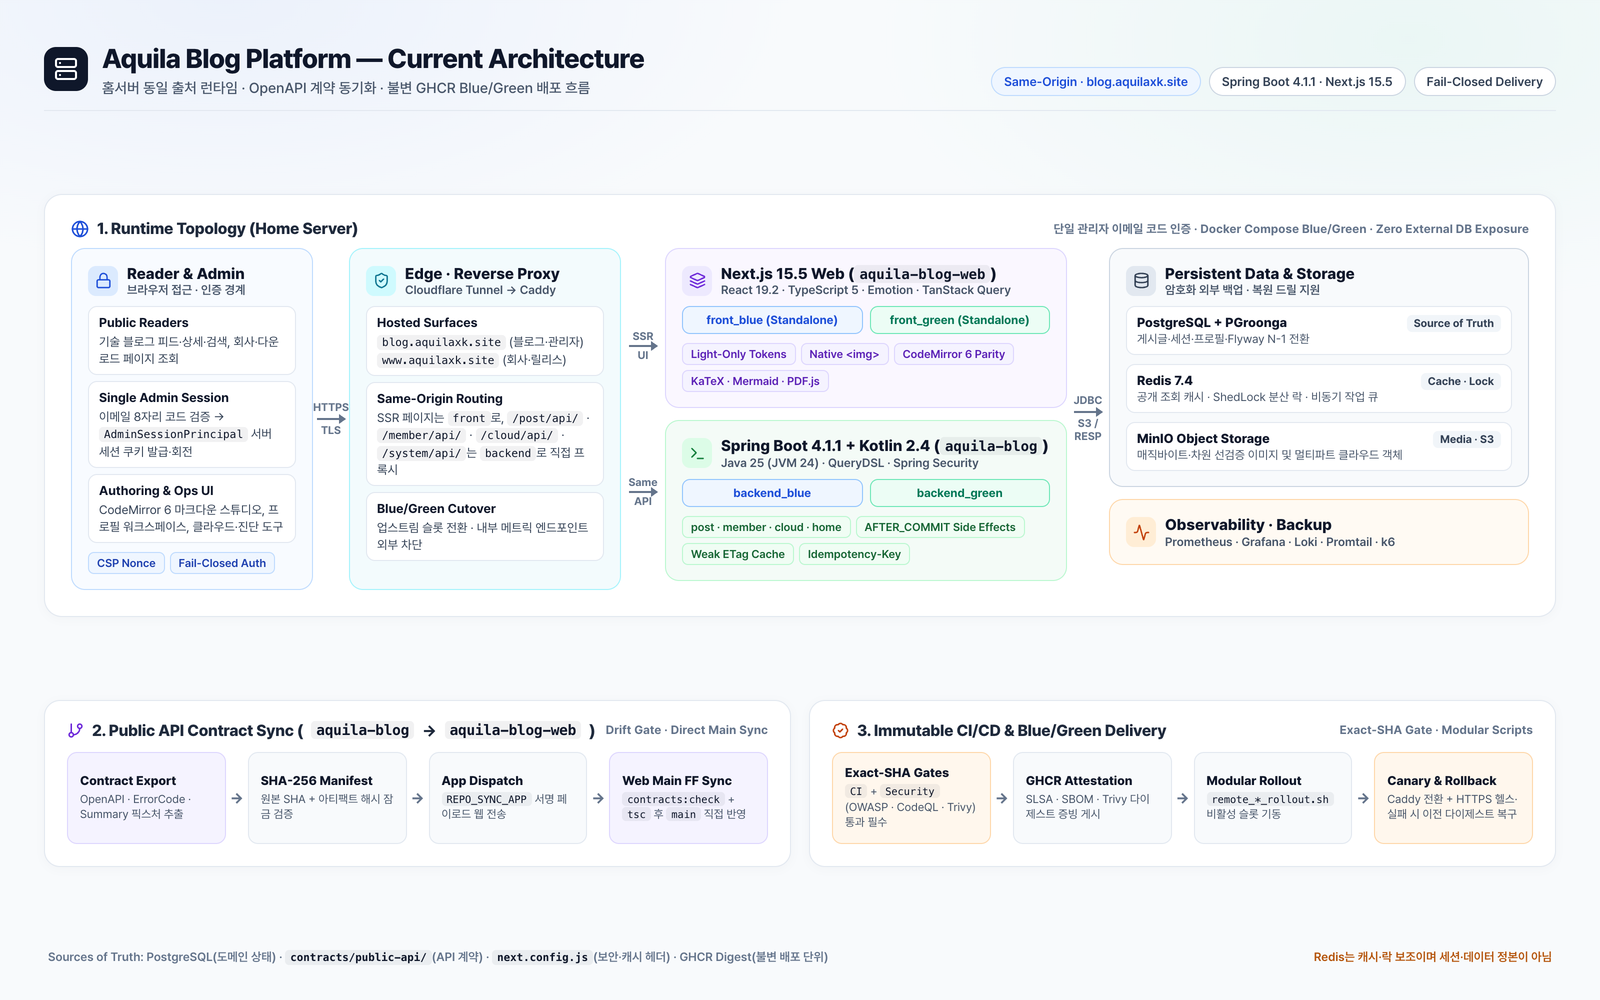 Aquila Blog Platform — Current Architecture
홈서버 동일 출처 런타임 · OpenAPI 계약 동기화 · 불변 GHCR Blue/Green 배포 흐름
Same-Origin · blog.aquilaxk.site
Spring Boot 4.1.1 · Next.js 15.5
Fail-Closed Delivery
1. Runtime Topology (Home Server)
단일 관리자 이메일 코드 인증 · Docker Compose Blue/Green · Zero External DB Exposure
Reader & Admin
브라우저 접근 · 인증 경계
Public Readers
기술 블로그 피드·상세·검색, 회사·다운
로드 페이지 조회
Single Admin Session
이메일 8자리 코드 검증 →
AdminSessionPrincipal 서버
세션 쿠키 발급·회전
Authoring & Ops UI
CodeMirror 6 마크다운 스튜디오, 프
로필 워크스페이스, 클라우드·진단 도구
CSP Nonce
Fail-Closed Auth
HTTPS
TLS
Edge · Reverse Proxy
Cloudflare Tunnel → Caddy
Hosted Surfaces
blog.aquilaxk.site (블로그·관리자)
www.aquilaxk.site (회사·릴리스)
Same-Origin Routing
SSR 페이지는 front 로, /post/api/ ·
/member/api/ · /cloud/api/ ·
/system/api/ 는 backend 로 직접 프
록시
Blue/Green Cutover
업스트림 슬롯 전환 · 내부 메트릭 엔드포인트
외부 차단
SSR
UI
Same
API
Next.js 15.5 Web ( aquila-blog-web )
React 19.2 · TypeScript 5 · Emotion · TanStack Query
front_blue (Standalone)
front_green (Standalone)
Light-Only Tokens
Native <img>
CodeMirror 6 Parity
KaTeX · Mermaid · PDF.js
Spring Boot 4.1.1 + Kotlin 2.4 ( aquila-blog )
Java 25 (JVM 24) · QueryDSL · Spring Security
backend_blue
backend_green
post · member · cloud · home
AFTER_COMMIT Side Effects
Weak ETag Cache
Idempotency-Key
JDBC
S3 /
RESP
Persistent Data & Storage
암호화 외부 백업 · 복원 드릴 지원
PostgreSQL + PGroonga
Source of Truth
게시글·세션·프로필·Flyway N-1 전환
Redis 7.4
Cache · Lock
공개 조회 캐시 · ShedLock 분산 락 · 비동기 작업 큐
MinIO Object Storage
Media · S3
매직바이트·차원 선검증 이미지 및 멀티파트 클라우드 객체
Observability · Backup
Prometheus · Grafana · Loki · Promtail · k6
2. Public API Contract Sync ( aquila-blog → aquila-blog-web )
Drift Gate · Direct Main Sync
Contract Export
OpenAPI · ErrorCode ·
Summary 픽스처 추출
SHA-256 Manifest
원본 SHA + 아티팩트 해시 잠
금 검증
App Dispatch
REPO_SYNC_APP 서명 페
이로드 웹 전송
Web Main FF Sync
contracts:check +
tsc 후 main 직접 반영
3. Immutable CI/CD & Blue/Green Delivery
Exact-SHA Gate · Modular Scripts
Exact-SHA Gates
CI + Security
(OWASP · CodeQL · Trivy)
통과 필수
GHCR Attestation
SLSA · SBOM · Trivy 다이
제스트 증빙 게시
Modular Rollout
remote_*_rollout.sh
비활성 슬롯 기동
Canary & Rollback
Caddy 전환 + HTTPS 헬스·
실패 시 이전 다이제스트 복구
Sources of Truth: PostgreSQL(도메인 상태) · contracts/public-api/ (API 계약) · next.config.js (보안·캐시 헤더) · GHCR Digest(불변 배포 단위)
Redis는 캐시·락 보조이며 세션·데이터 정본이 아님